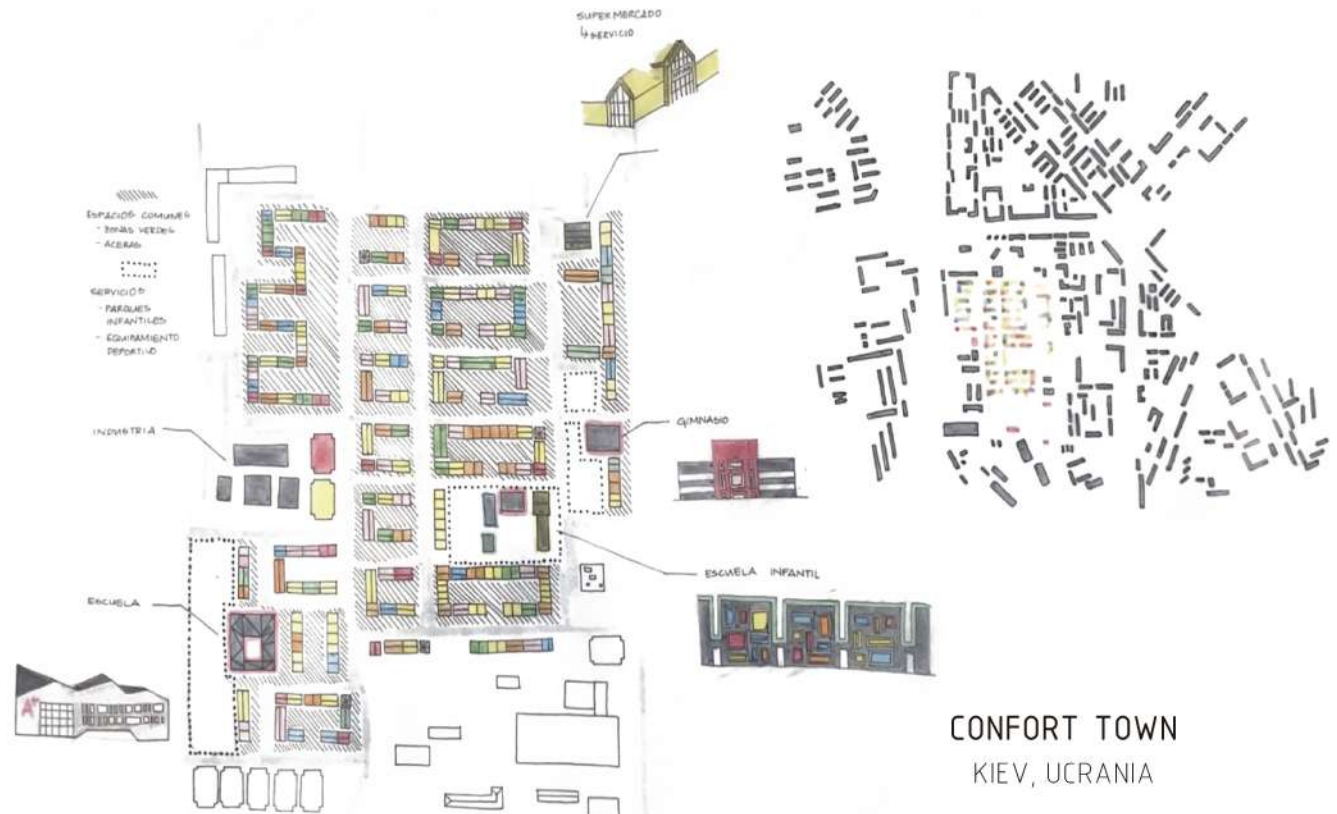 SUPERMERCADO
↳ SERVICIO
ESPACIOS COMUNES
- ZONAS VERDES
- ACERAS
SERVICIOS
- PARQUES
INFANTILES
- EQUIPAMIENTO
DEPORTIVO
INDUSTRIA
GIMNASIO
ESCUELA INFANTIL
ESCUELA
A+
CONFORT TOWN
KIEV, UCRANIA